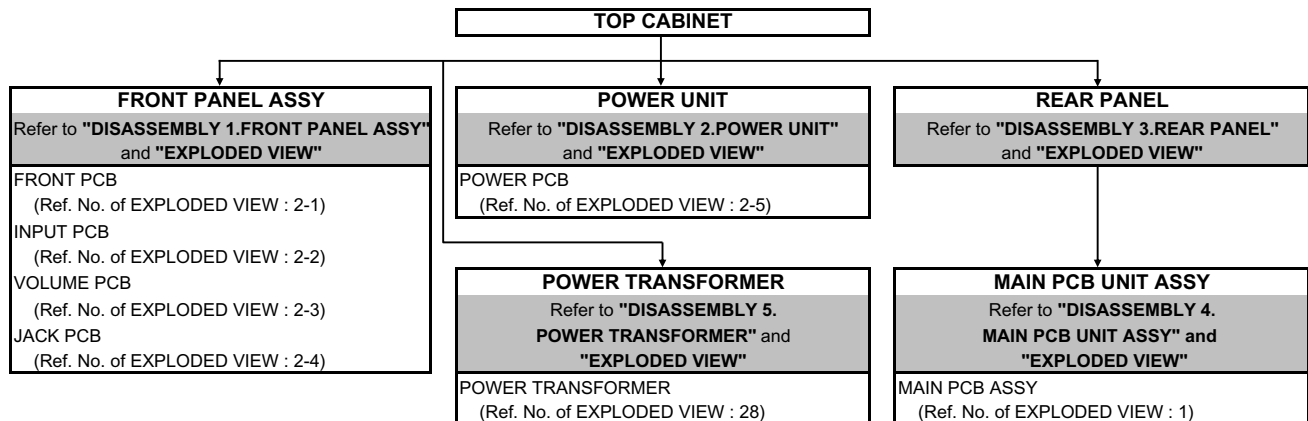 TOP CABINET
FRONT PANEL ASSY
Refer to "DISASSEMBLY 1.FRONT PANEL ASSY"
and "EXPLODED VIEW"
FRONT PCB
(Ref. No. of EXPLODED VIEW : 2-1)
INPUT PCB
(Ref. No. of EXPLODED VIEW : 2-2)
VOLUME PCB
(Ref. No. of EXPLODED VIEW : 2-3)
JACK PCB
(Ref. No. of EXPLODED VIEW : 2-4)
POWER UNIT
Refer to "DISASSEMBLY 2.POWER UNIT"
and "EXPLODED VIEW"
POWER PCB
(Ref. No. of EXPLODED VIEW : 2-5)
POWER TRANSFORMER
Refer to "DISASSEMBLY 5.
POWER TRANSFORMER" and
"EXPLODED VIEW"
POWER TRANSFORMER
(Ref. No. of EXPLODED VIEW : 28)
REAR PANEL
Refer to "DISASSEMBLY 3.REAR PANEL"
and "EXPLODED VIEW"
MAIN PCB UNIT ASSY
Refer to "DISASSEMBLY 4.
MAIN PCB UNIT ASSY" and
"EXPLODED VIEW"
MAIN PCB ASSY
(Ref. No. of EXPLODED VIEW : 1)